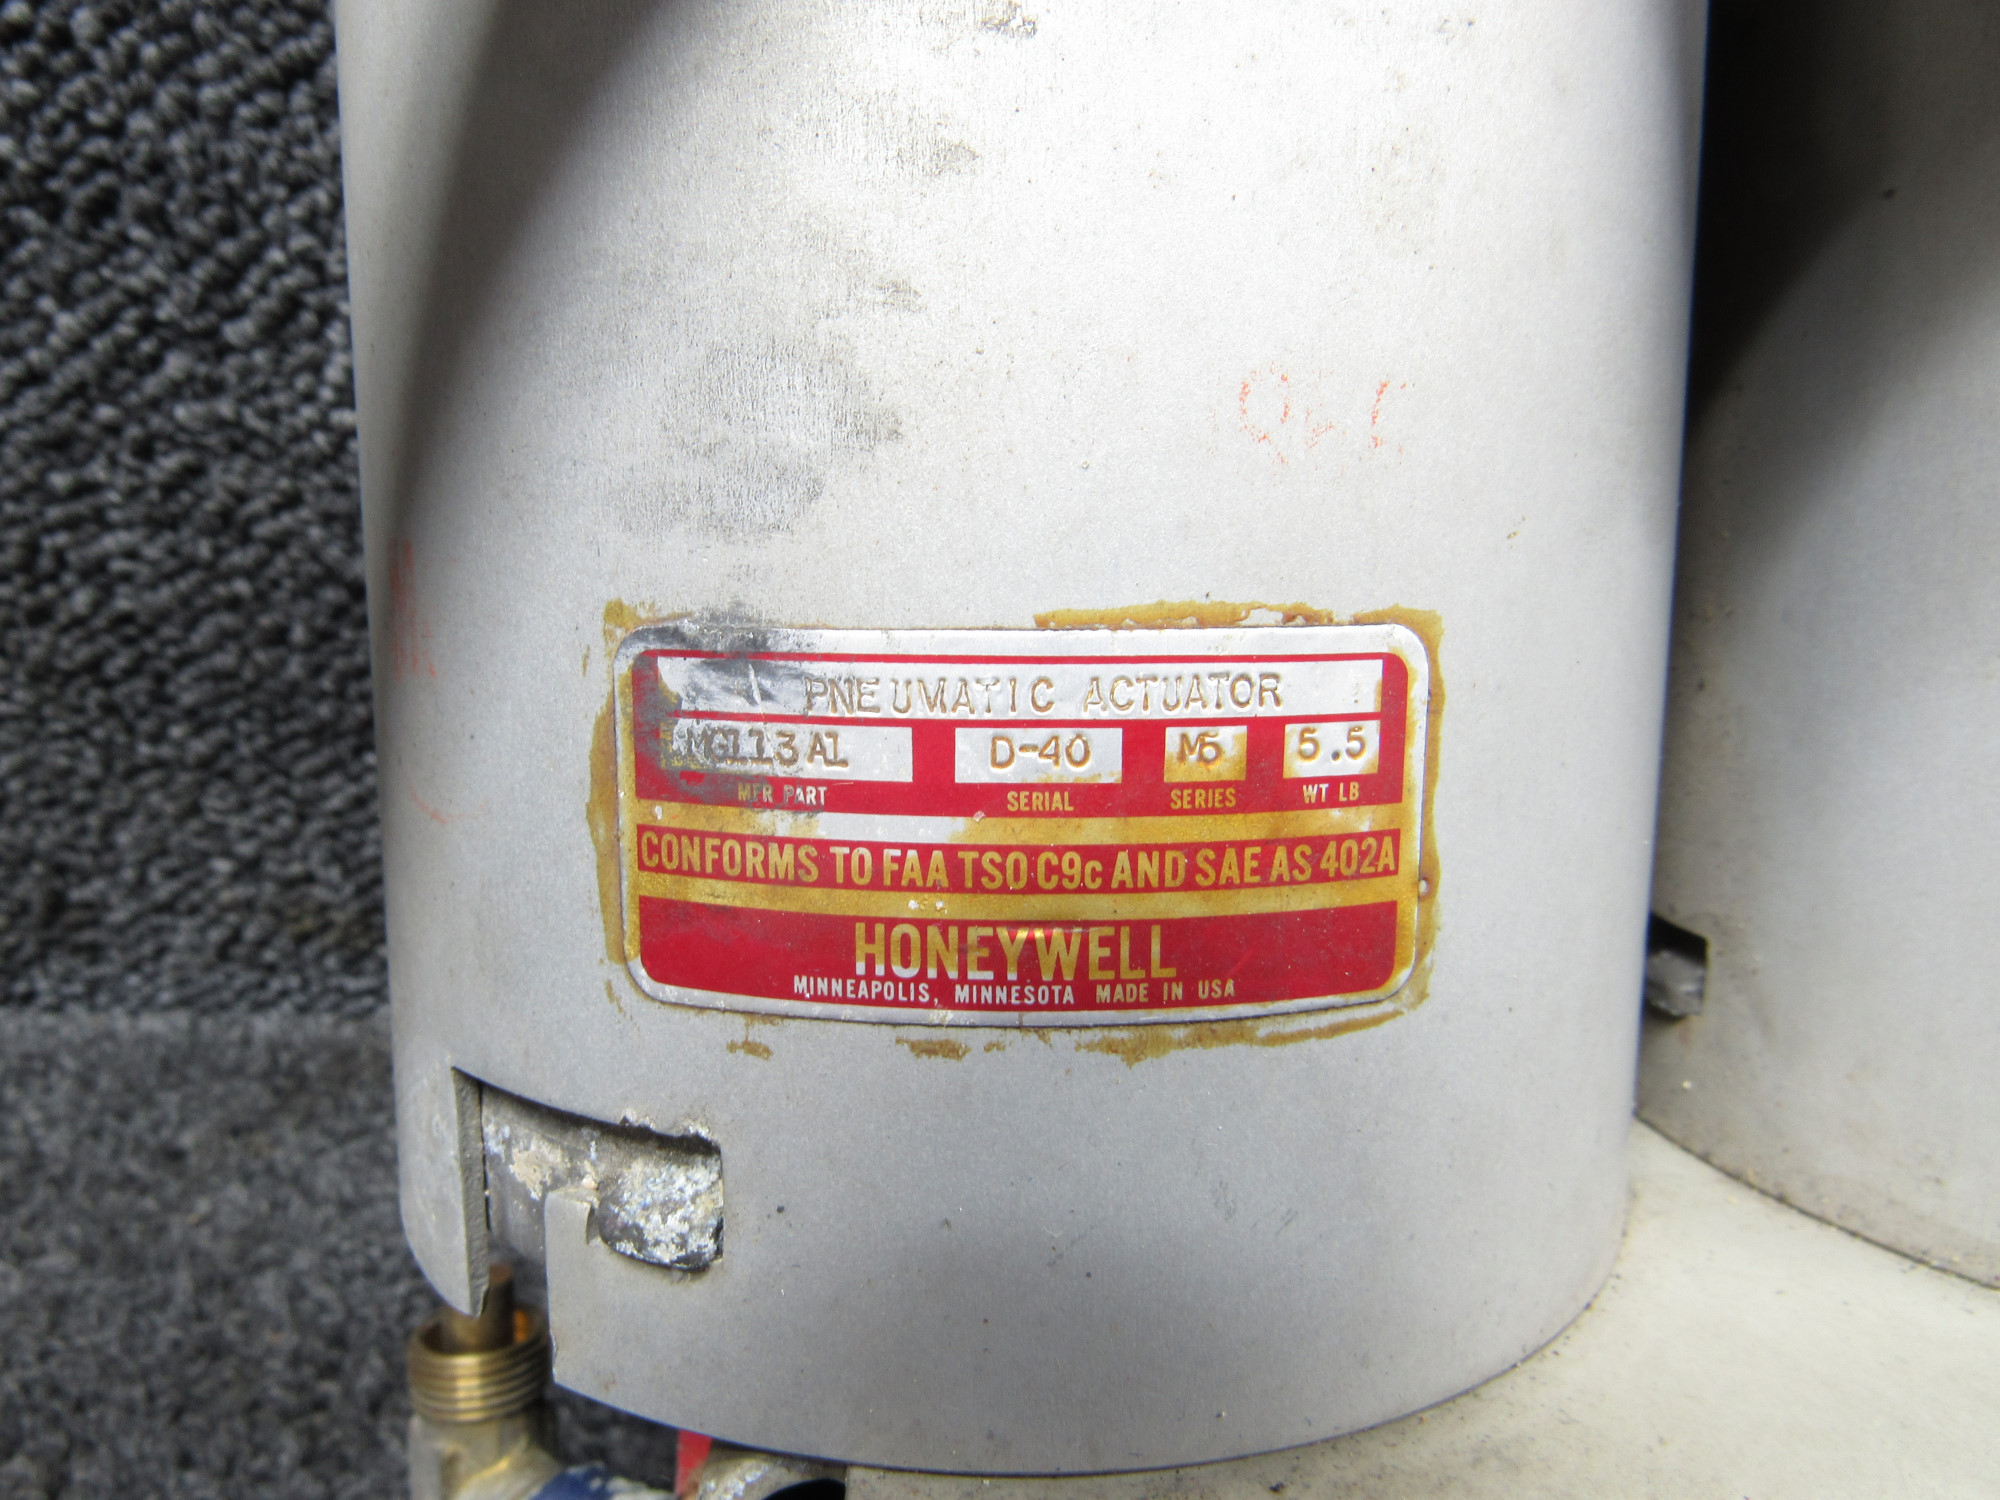 PNEUMATIC ACTUATOR
MG113A1 D-40 M5 5.5
MFR PART SERIAL SERIES WT LB
CONFORMS TO FAA TSO C9c AND SAE AS 402A
HONEYWELL
MINNEAPOLIS, MINNESOTA MADE IN USA